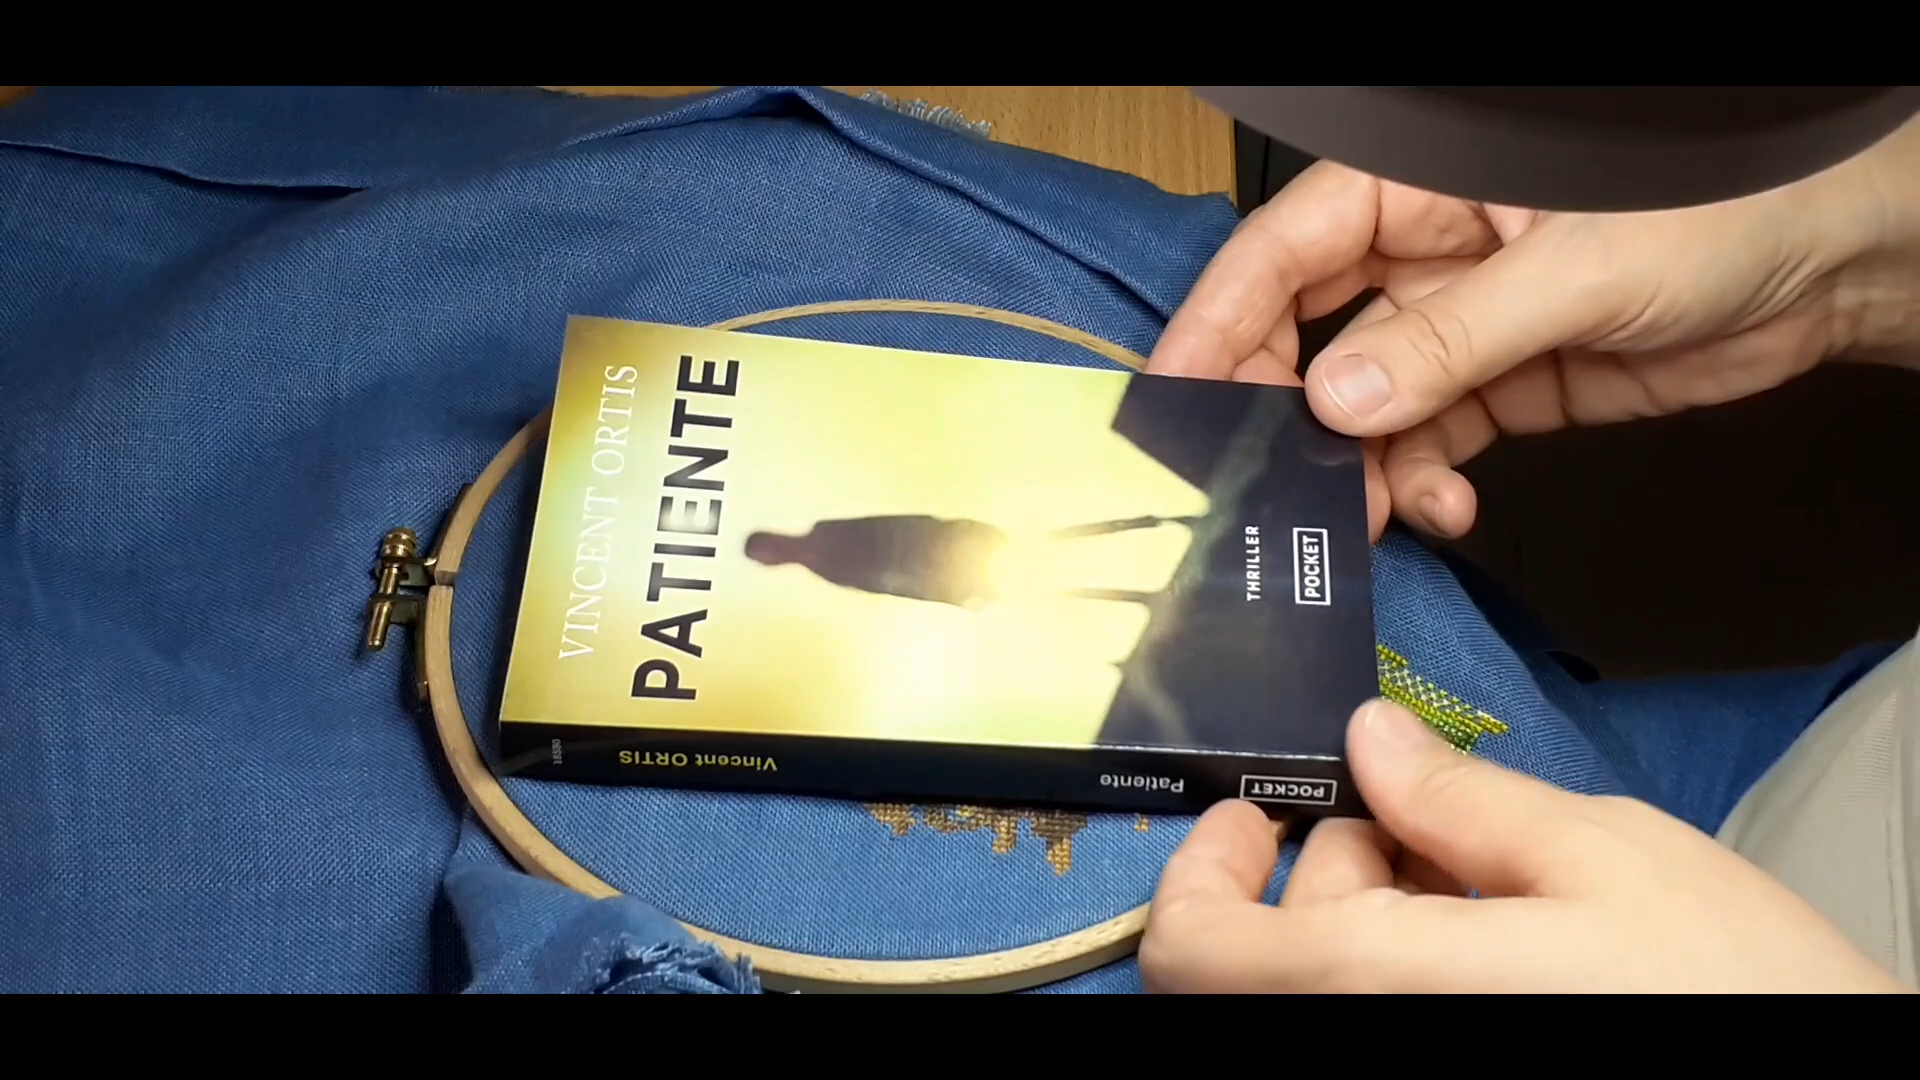 VINCENT ORTIS
PATIENTE
THRILLER
POCKET
Vincent ORTIS
Patiente
POCKET